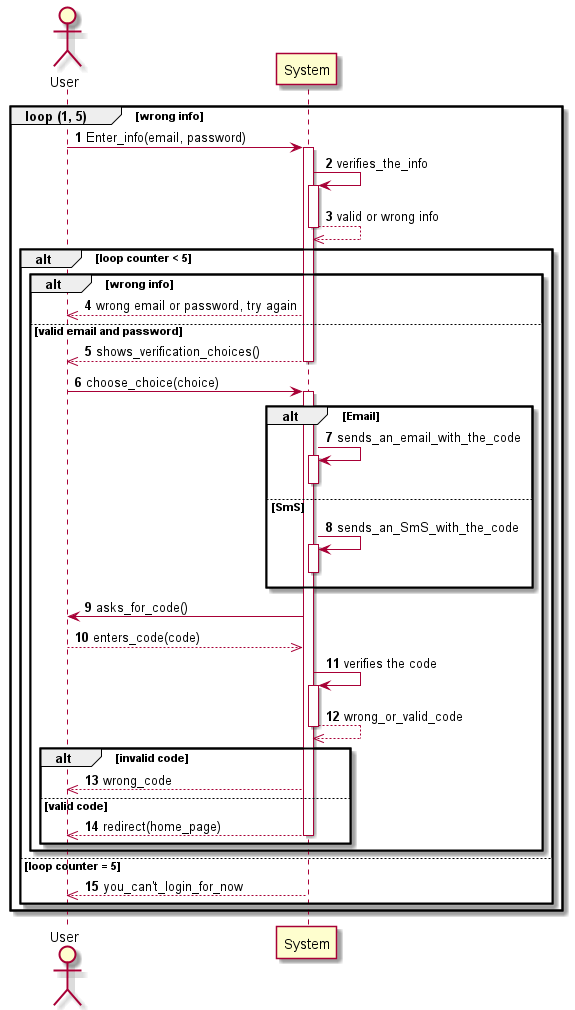 User
System
loop (1, 5) [wrong info]
1 Enter_info(email, password)
2 verifies_the_info
3 valid or wrong info
alt [loop counter < 5]
alt [wrong info]
4 wrong email or password, try again
[valid email and password]
5 shows_verification_choices()
6 choose_choice(choice)
alt [Email]
7 sends_an_email_with_the_code
[SmS]
8 sends_an_SmS_with_the_code
9 asks_for_code()
10 enters_code(code)
11 verifies the code
12 wrong_or_valid_code
alt [invalid code]
13 wrong_code
[valid code]
14 redirect(home_page)
[loop counter = 5]
15 you_can't_login_for_now
User
System